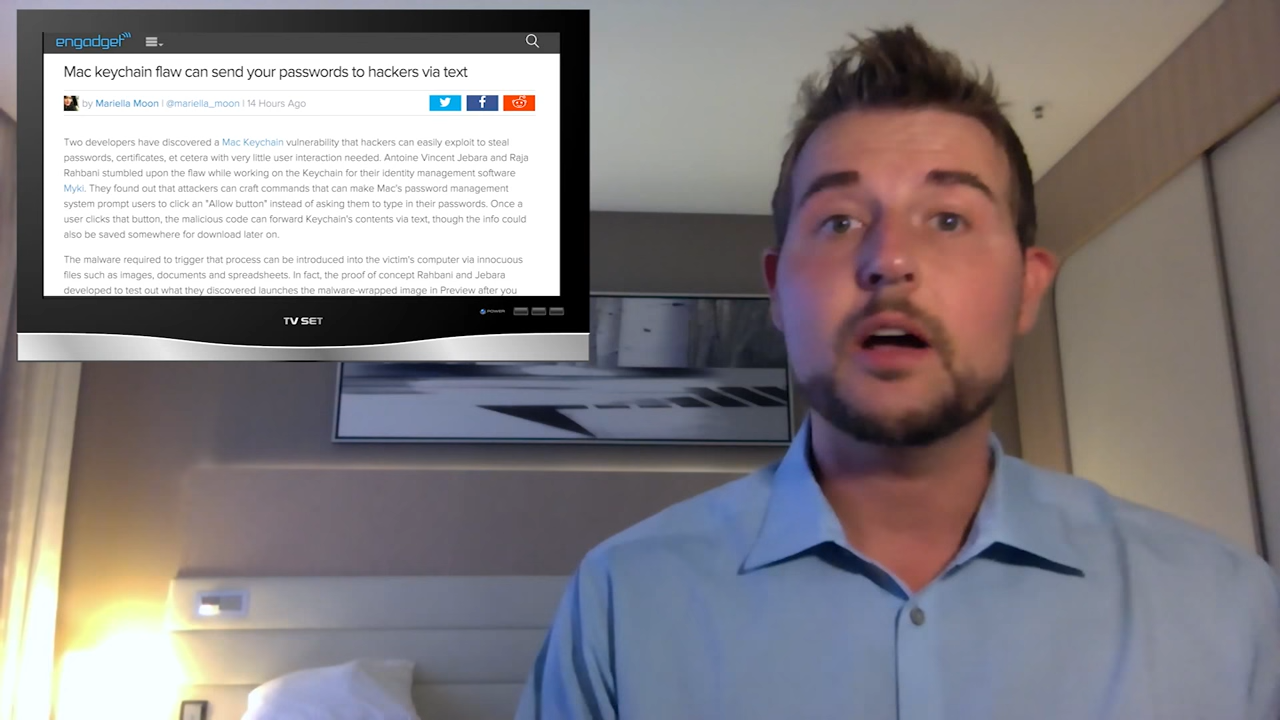 engadget
Mac keychain flaw can send your passwords to hackers via text
by Mariella Moon | @mariella_moon | 14 Hours Ago
Two developers have discovered a Mac Keychain vulnerability that hackers can easily exploit to steal
passwords, certificates, et cetera with very little user interaction needed. Antoine Vincent Jebara and Raja
Rahbani stumbled upon the flaw while working on the Keychain for their identity management software
Myki. They found out that attackers can craft commands that can make Mac's password management
system prompt users to click an "Allow button" instead of asking them to type in their passwords. Once a
user clicks that button, the malicious code can forward Keychain's contents via text, though the info could
also be saved somewhere for download later on.
The malware required to trigger that process can be introduced into the victim's computer via innocuous
files such as images, documents and spreadsheets. In fact, the proof of concept Rahbani and Jebara
developed to test out what they discovered launches the malware-wrapped image in Preview after you
POWER
TV SET